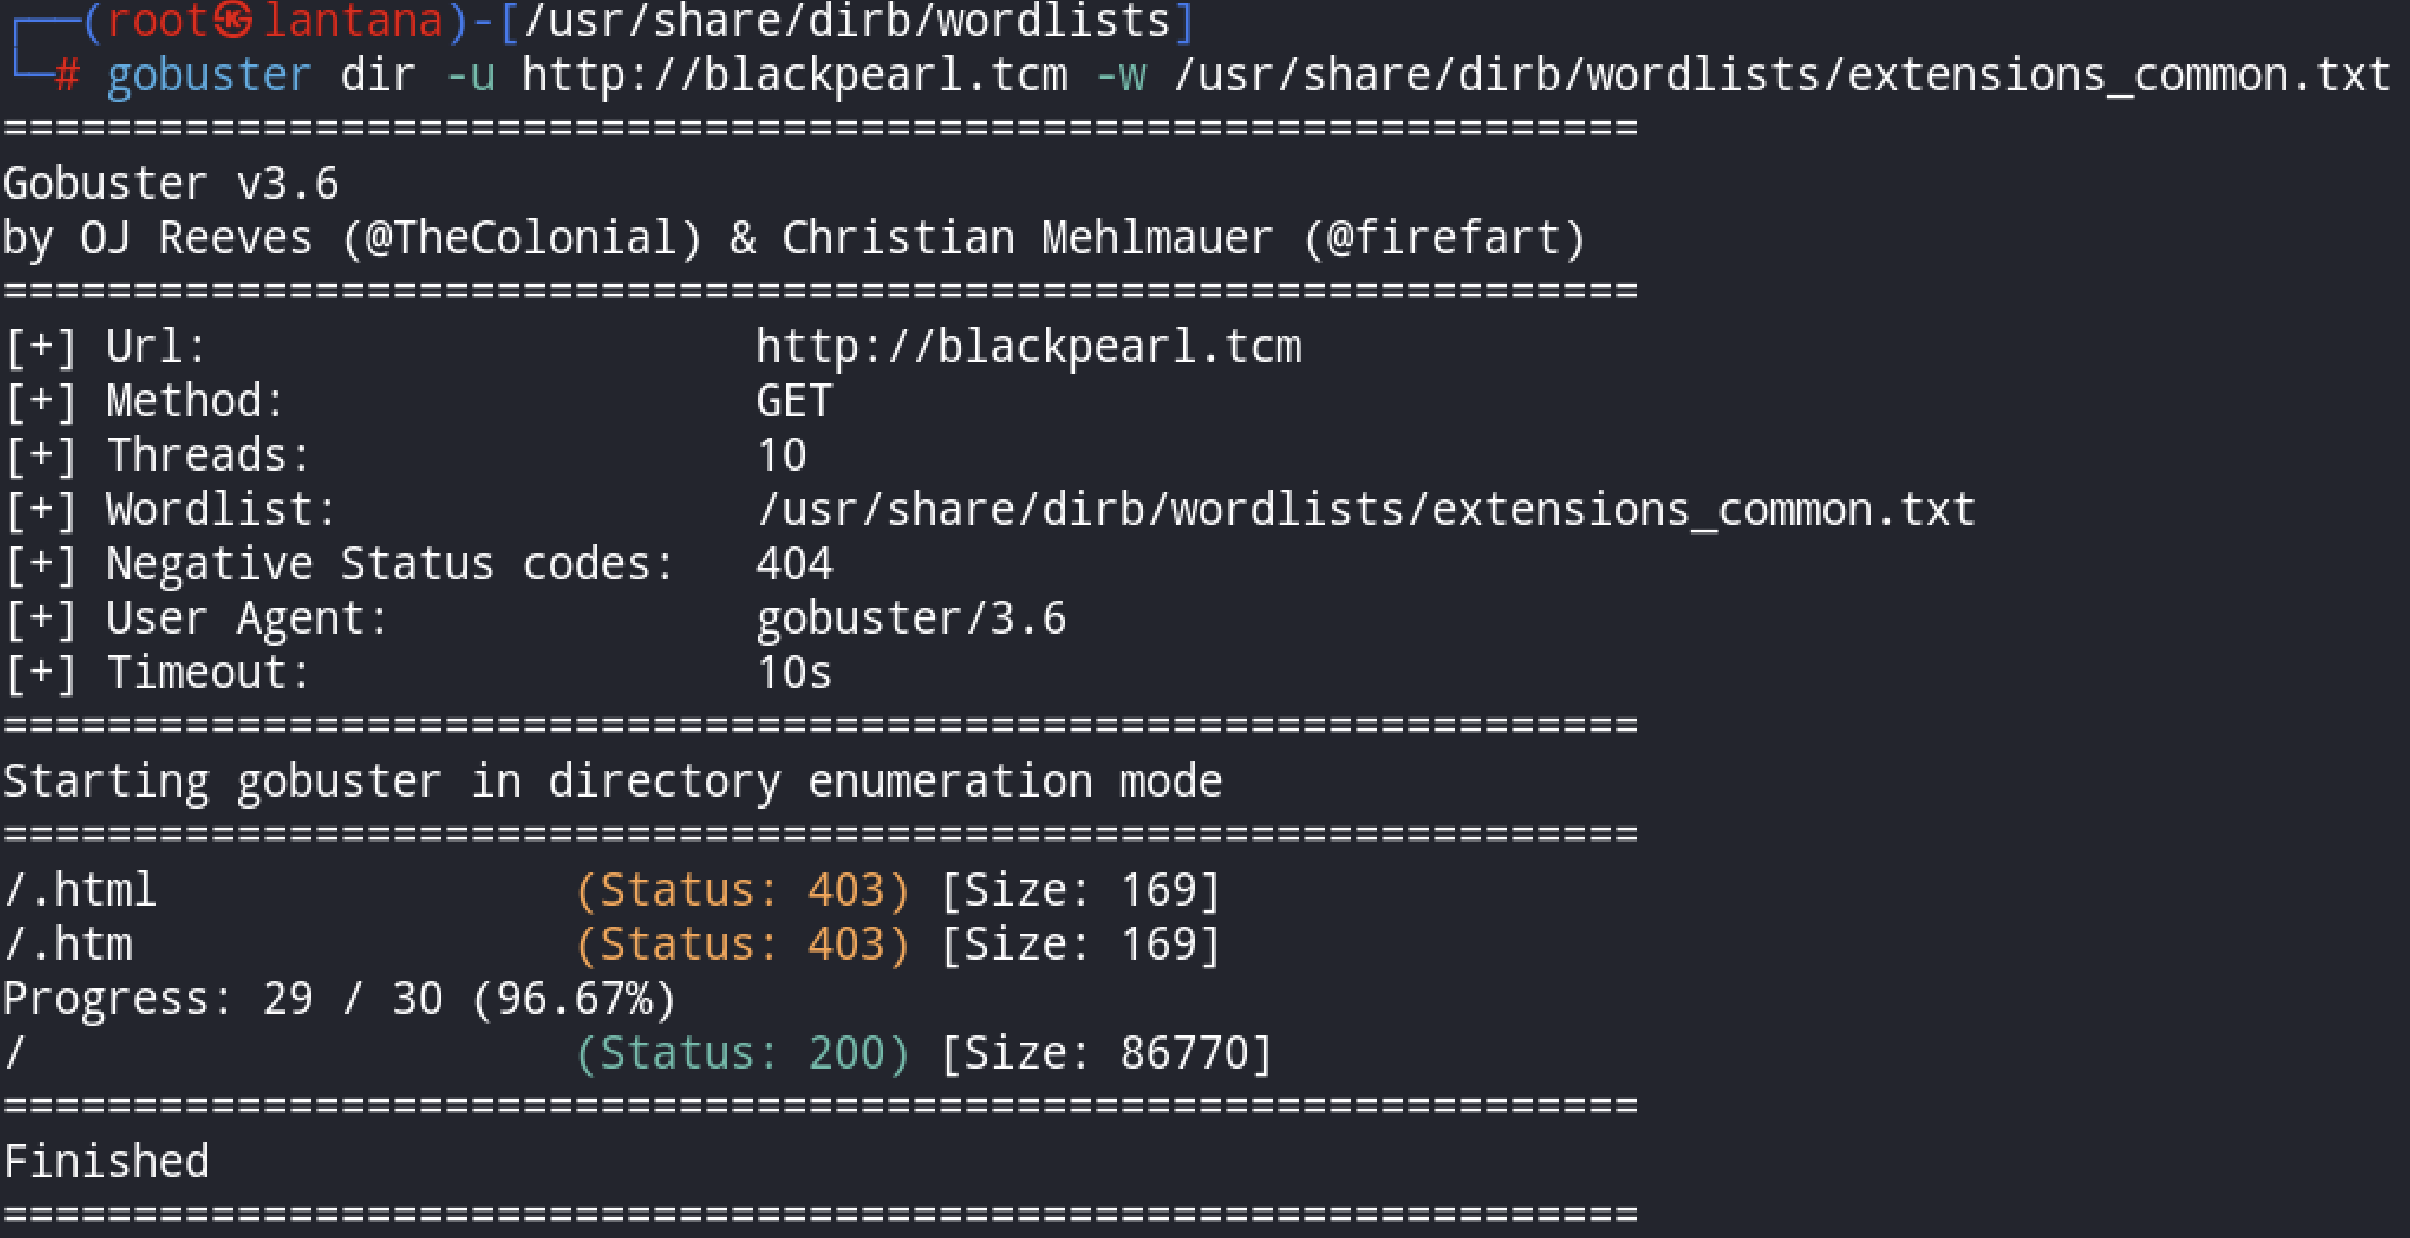 ┌──(root㉿lantana)-[/usr/share/dirb/wordlists]
└─# gobuster dir -u http://blackpearl.tcm -w /usr/share/dirb/wordlists/extensions_common.txt
===============================================================
Gobuster v3.6
by OJ Reeves (@TheColonial) & Christian Mehlmauer (@firefart)
===============================================================
[+] Url:                     http://blackpearl.tcm
[+] Method:                  GET
[+] Threads:                 10
[+] Wordlist:                /usr/share/dirb/wordlists/extensions_common.txt
[+] Negative Status codes:   404
[+] User Agent:              gobuster/3.6
[+] Timeout:                 10s
===============================================================
Starting gobuster in directory enumeration mode
===============================================================
/.html                (Status: 403) [Size: 169]
/.htm                 (Status: 403) [Size: 169]
Progress: 29 / 30 (96.67%)
/                     (Status: 200) [Size: 86770]
===============================================================
Finished
===============================================================